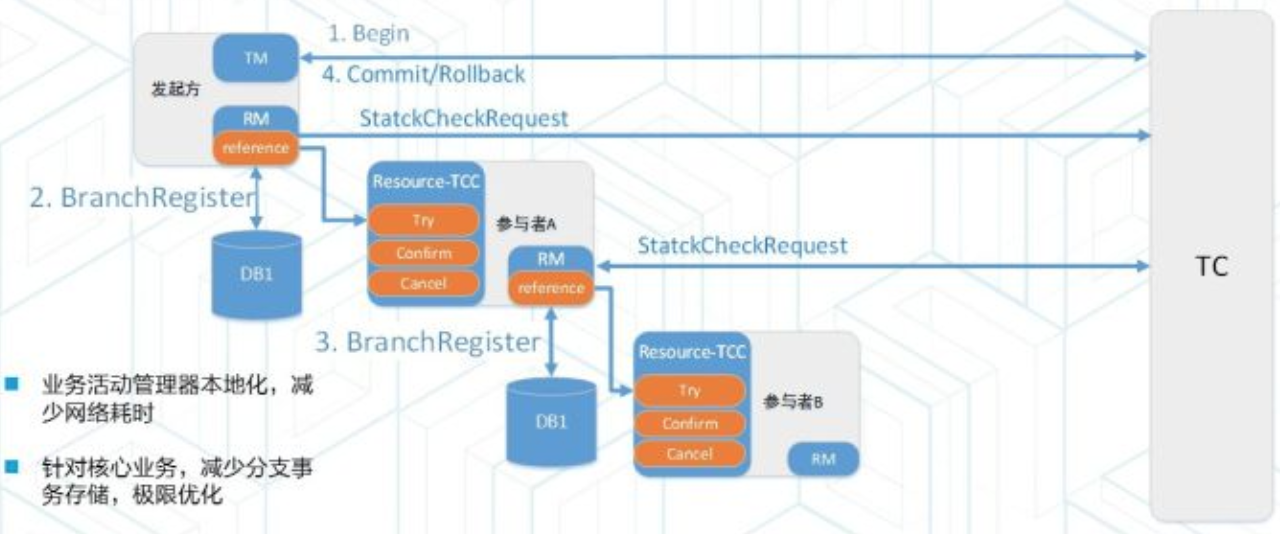 1. Begin
TM
4. Commit/Rollback
发起方
RM
StatckCheckRequest
reference
Resource-TCC
2. BranchRegister
Try
参与者A
Confirm
RM
StatckCheckRequest
TC
DB1
Cancel
reference
3. BranchRegister
Resource-TCC
业务活动管理器本地化，减
少网络耗时
Try
参与者B
DB1
Confirm
Cancel
RM
针对核心业务，减少分支事
务存储，极限优化